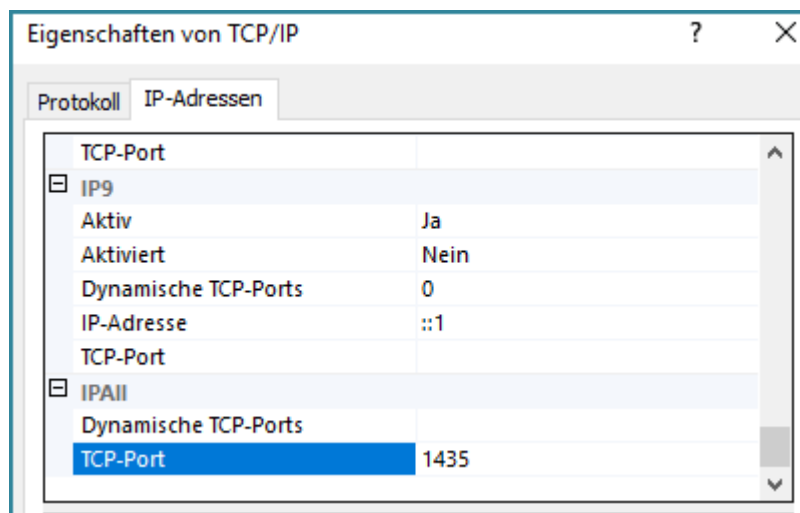 Eigenschaften von TCP/IP ?
Protokoll IP-Adressen
TCP-Port
IP9
Aktiv Ja
Aktiviert Nein
Dynamische TCP-Ports 0
IP-Adresse ::1
TCP-Port
IPAll
Dynamische TCP-Ports
TCP-Port 1435